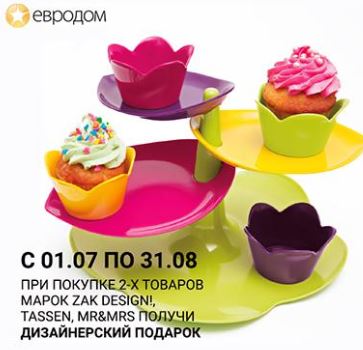 ЕВРОДОМ
С 01.07 ПО 31.08
ПРИ ПОКУПКЕ 2-Х ТОВАРОВ
МАРОК ZAK DESIGN!,
TASSEN, MR&MRS ПОЛУЧИ
ДИЗАЙНЕРСКИЙ ПОДАРОК